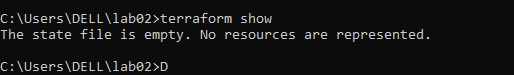 C:\Users\DELL\lab02>terraform show
The state file is empty. No resources are represented.
C:\Users\DELL\lab02>D